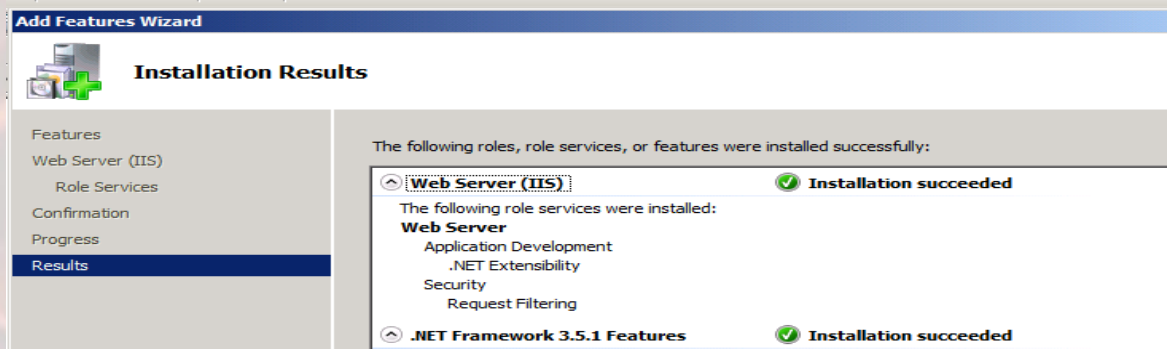 Add Features Wizard
Installation Results
Features
Web Server (IIS)
Role Services
Confirmation
Progress
Results
The following roles, role services, or features were installed successfully:
Web Server (IIS) Installation succeeded
The following role services were installed:
Web Server
Application Development
.NET Extensibility
Security
Request Filtering
.NET Framework 3.5.1 Features Installation succeeded